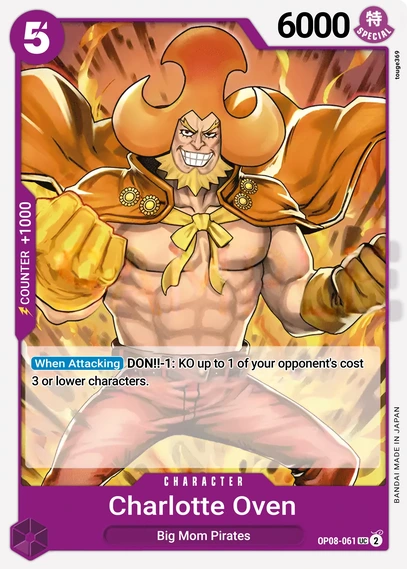 5
6000
特
SPECIAL
touge369
COUNTER +1000
When Attacking DON!!-1: KO up to 1 of your opponent's cost
3 or lower characters.
BANDAI MADE IN JAPAN
CHARACTER
Charlotte Oven
Big Mom Pirates
OP08-061 UC 2